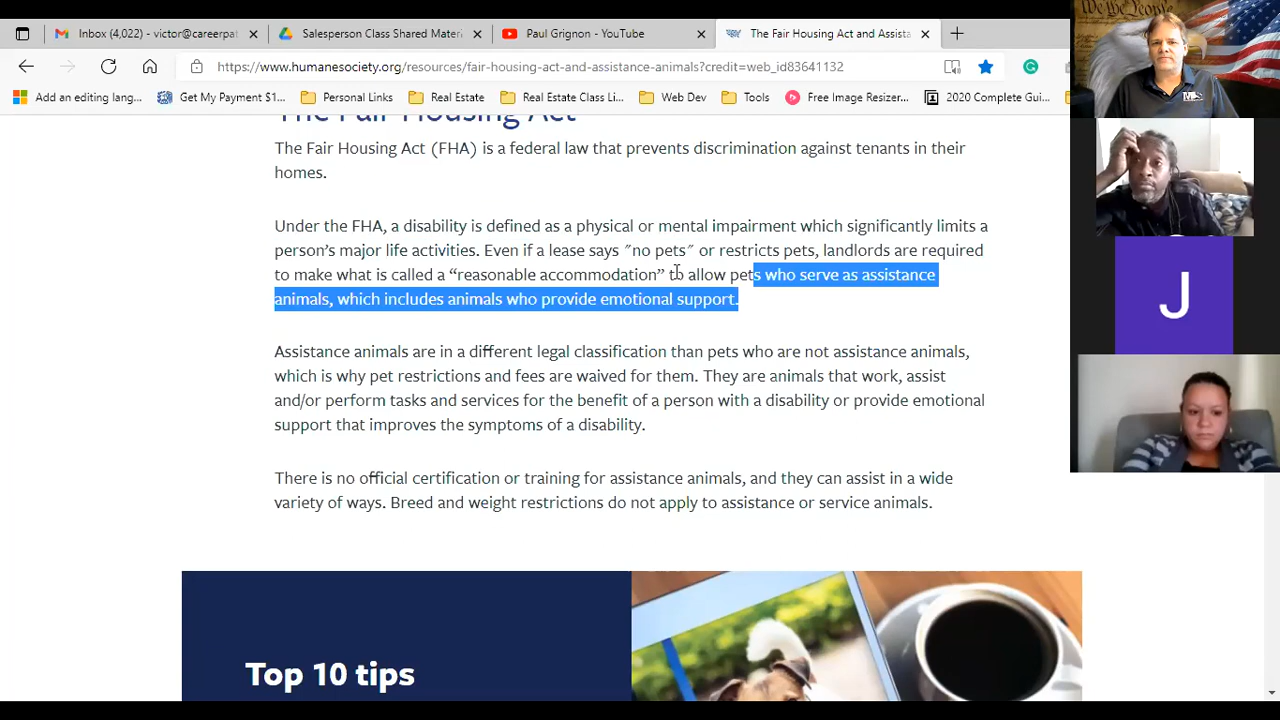 We the People
Inbox (4,022) – victor@careerpa
Salesperson Class Shared Mater
Paul Grignon - YouTube
The Fair Housing Act and Assista
https://www.humanesociety.org/resources/fair-housing-act-and-assistance-animals?credit=web_id83641132
Add an editing lang...
Get My Payment $1...
Personal Links
Real Estate
Real Estate Class Li...
Web Dev
Tools
Free Image Resizer...
2020 Complete Gui...
The Fair Housing Act
The Fair Housing Act (FHA) is a federal law that prevents discrimination against tenants in their
homes.
Under the FHA, a disability is defined as a physical or mental impairment which significantly limits a
person's major life activities. Even if a lease says "no pets" or restricts pets, landlords are required
to make what is called a “reasonable accommodation” to allow pets who serve as assistance
animals, which includes animals who provide emotional support.
Assistance animals are in a different legal classification than pets who are not assistance animals,
which is why pet restrictions and fees are waived for them. They are animals that work, assist
and/or perform tasks and services for the benefit of a person with a disability or provide emotional
support that improves the symptoms of a disability.
There is no official certification or training for assistance animals, and they can assist in a wide
variety of ways. Breed and weight restrictions do not apply to assistance or service animals.
Top 10 tips
J